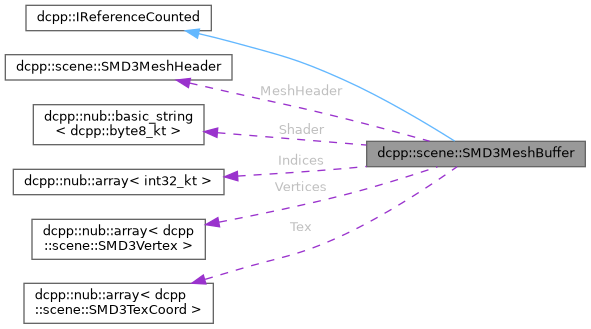 dcpp::IReferenceCounted
dcpp::scene::SMD3MeshHeader
MeshHeader
dcpp::nub::basic_string
< dcpp::byte8_kt >
Shader
dcpp::scene::SMD3MeshBuffer
Indices
dcpp::nub::array< int32_kt >
Vertices
dcpp::nub::array< dcpp
::scene::SMD3Vertex >
Tex
dcpp::nub::array< dcpp
::scene::SMD3TexCoord >